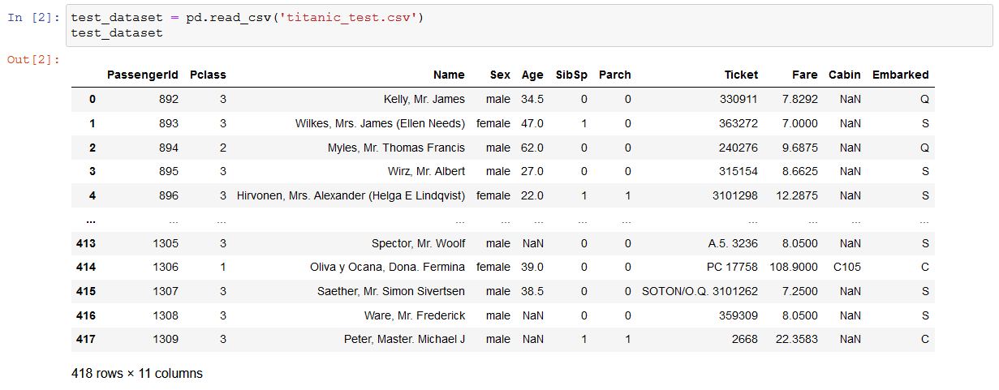 In [2]: test_dataset = pd.read_csv('titanic_test.csv')
test_dataset
Out[2]:
PassengerId Pclass Name Sex Age SibSp Parch Ticket Fare Cabin Embarked
0 892 3 Kelly, Mr. James male 34.5 0 0 330911 7.8292 NaN Q
1 893 3 Wilkes, Mrs. James (Ellen Needs) female 47.0 1 0 363272 7.0000 NaN S
2 894 2 Myles, Mr. Thomas Francis male 62.0 0 0 240276 9.6875 NaN Q
3 895 3 Wirz, Mr. Albert male 27.0 0 0 315154 8.6625 NaN S
4 896 3 Hirvonen, Mrs. Alexander (Helga E Lindqvist) female 22.0 1 1 3101298 12.2875 NaN S
... ... ... ... ... ... ... ... ... ... ... ...
413 1305 3 Spector, Mr. Woolf male NaN 0 0 A.5. 3236 8.0500 NaN S
414 1306 1 Oliva y Ocana, Dona. Fermina female 39.0 0 0 PC 17758 108.9000 C105 C
415 1307 3 Saether, Mr. Simon Sivertsen male 38.5 0 0 SOTON/O.Q. 3101262 7.2500 NaN S
416 1308 3 Ware, Mr. Frederick male NaN 0 0 359309 8.0500 NaN S
417 1309 3 Peter, Master. Michael J male NaN 1 1 2668 22.3583 NaN C
418 rows × 11 columns